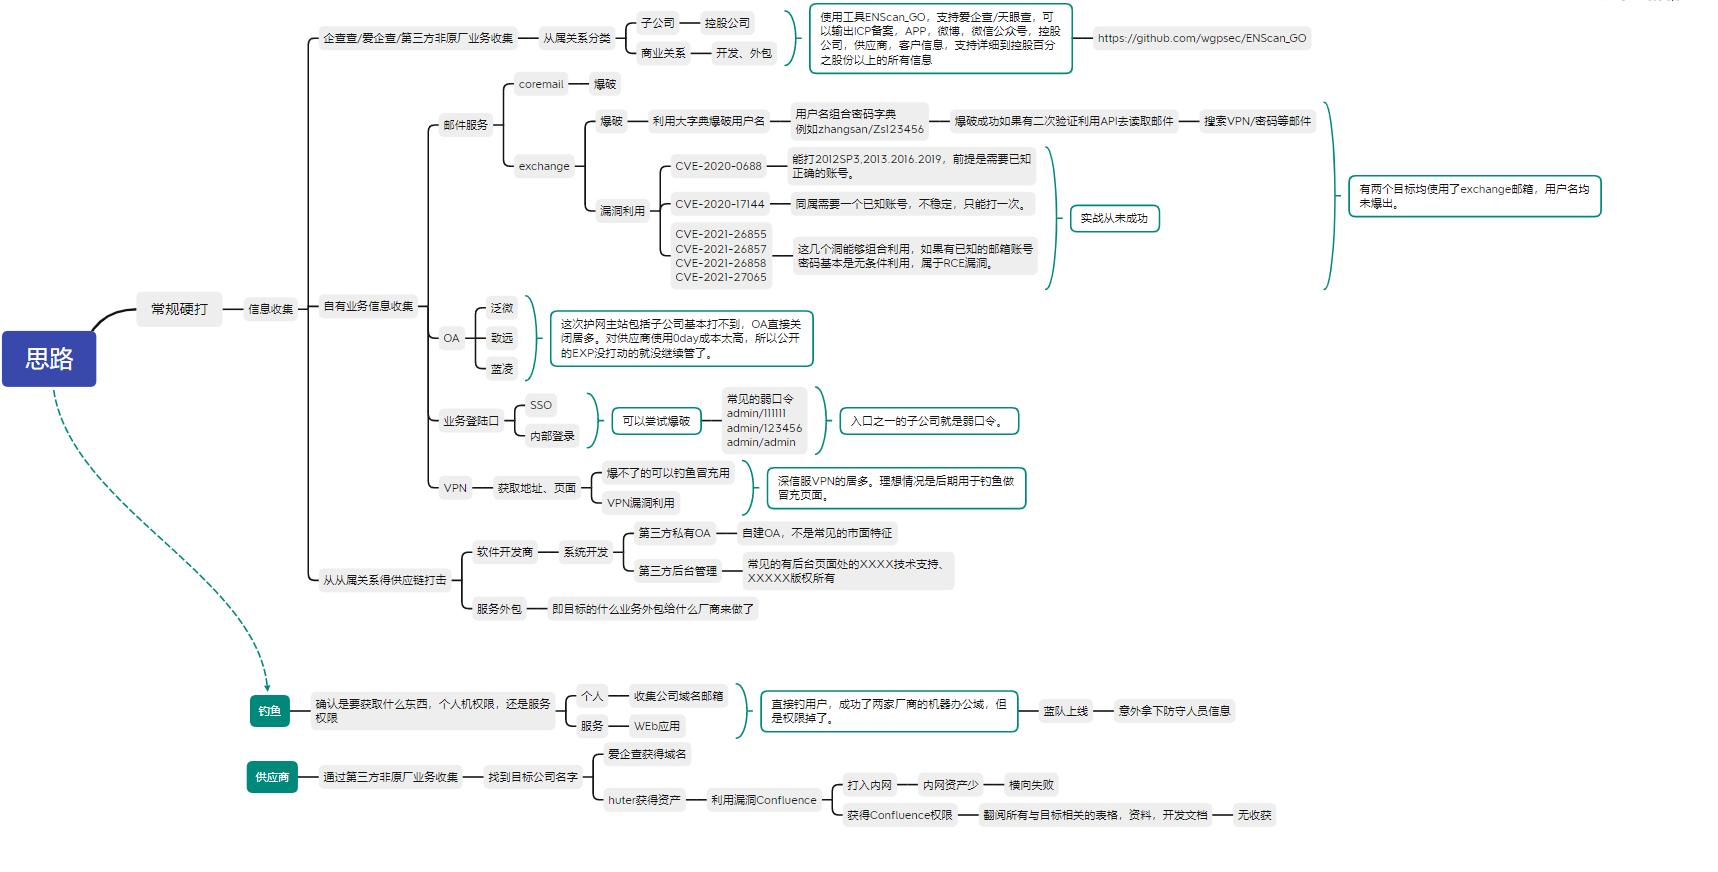 思路
常规硬打
信息收集
企查查/爱企查/第三方非原厂业务收集
从属关系分类
子公司
控股公司
商业关系
开发、外包
使用工具ENScan_GO，支持爱企查/天眼查，可
以输出ICP备案，APP，微博，微信公众号，控股
公司，供应商，客户信息，支持详细到控股百分
之股份以上的所有信息
https://github.com/wgpsec/ENScan_GO
自有业务信息收集
邮件服务
coremail
爆破
exchange
爆破
利用大字典爆破用户名
用户名组合密码字典
例如zhangsan/Zs123456
爆破成功如果有二次验证利用API去读取邮件
搜索VPN/密码等邮件
漏洞利用
CVE-2020-0688
能打2012SP3,2013.2016.2019，前提是需要已知
正确的账号。
CVE-2020-17144
同属需要一个已知账号，不稳定，只能打一次。
CVE-2021-26855
CVE-2021-26857
CVE-2021-26858
CVE-2021-27065
这几个洞能够组合利用，如果有已知的邮箱账号
密码基本是无条件利用，属于RCE漏洞。
实战从未成功
有两个目标均使用了exchange邮箱，用户名均
未爆出。
OA
泛微
致远
蓝凌
这次护网主站包括子公司基本打不到，OA直接关
闭居多。对供应商使用0day成本太高，所以公开
的EXP没打动的就没继续管了。
业务登陆口
SSO
内部登录
可以尝试爆破
常见的弱口令
admin/111111
admin/123456
admin/admin
入口之一的子公司就是弱口令。
VPN
获取地址、页面
爆不了的可以钓鱼冒充用
VPN漏洞利用
深信服VPN的居多。理想情况是后期用于钓鱼做
冒充页面。
从从属关系得供应链打击
软件开发商
系统开发
第三方私有OA
自建OA，不是常见的市面特征
第三方后台管理
常见的有后台页面处的XXXX技术支持、
XXXXX版权所有
服务外包
即目标的什么业务外包给什么厂商来做了
钓鱼
确认是要获取什么东西，个人机权限，还是服务
权限
个人
收集公司域名邮箱
服务
WEb应用
直接钓用户，成功了两家厂商的机器办公域，但
是权限掉了。
蓝队上线
意外拿下防守人员信息
供应商
通过第三方非原厂业务收集
找到目标公司名字
爱企查获得域名
huter获得资产
利用漏洞Confluence
打入内网
内网资产少
横向失败
获得Confluence权限
翻阅所有与目标相关的表格，资料，开发文档
无收获